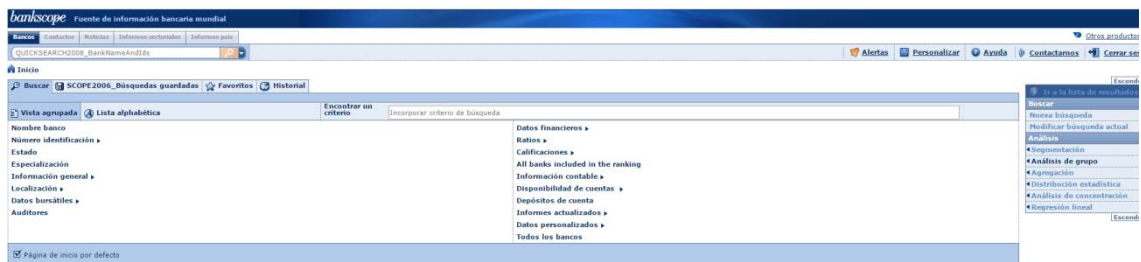 bankscope Fuente de información bancaria mundial
Bancos Contactos Noticias Informes sectoriales Informes país
Otros producto
QUICKSEARCH2008_BankNameAndIds
Alertas Personalizar Ayuda Contactarnos Cerrar ses
Inicio
Buscar SCOPE2006_Búsquedas guardadas Favoritos Historial
Escond
Ir a la lista de resultados
Vista agrupada Lista alphabética
Encontrar un criterio
Incorporar criterio de búsqueda
Nombre banco
Número identificación
Estado
Especialización
Información general
Localización
Datos bursátiles
Auditores
Datos financieros
Ratios
Calificaciones
All banks included in the ranking
Información contable
Disponibilidad de cuentas
Depósitos de cuenta
Informes actualizados
Datos personalizados
Todos los bancos
Buscar
Nueva búsqueda
Modificar búsqueda actual
Análisis
Segmentación
Análisis de grupo
Agregación
Distribución estadística
Análisis de concentración
Regresión lineal
Escond
Página de inicio por defecto